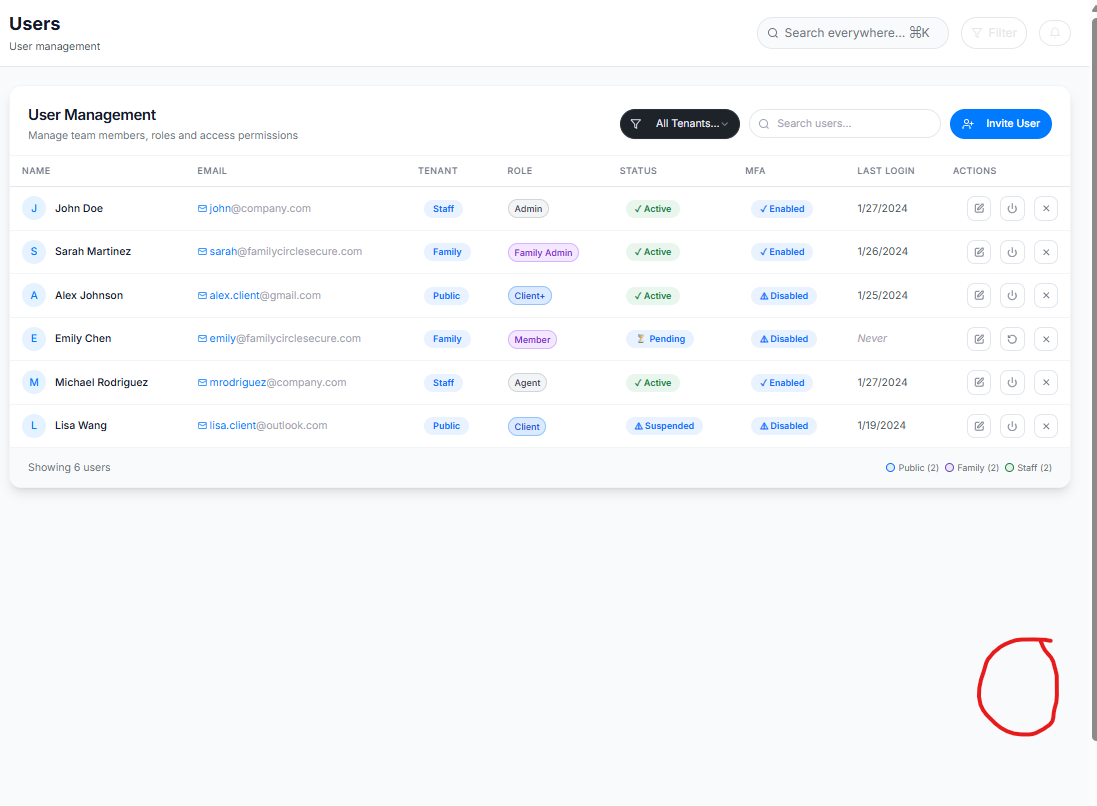 Users
User management
Search everywhere... ⌘K
Filter
User Management
Manage team members, roles and access permissions
All Tenants...
Search users...
Invite User
NAME EMAIL TENANT ROLE STATUS MFA LAST LOGIN ACTIONS
J John Doe john@company.com Staff Admin ✓ Active ✓ Enabled 1/27/2024
S Sarah Martinez sarah@familycirclesecure.com Family Family Admin ✓ Active ✓ Enabled 1/26/2024
A Alex Johnson alex.client@gmail.com Public Client+ ✓ Active ⚠ Disabled 1/25/2024
E Emily Chen emily@familycirclesecure.com Family Member ⏳ Pending ⚠ Disabled Never
M Michael Rodriguez mrodriguez@company.com Staff Agent ✓ Active ✓ Enabled 1/27/2024
L Lisa Wang lisa.client@outlook.com Public Client ⚠ Suspended ⚠ Disabled 1/19/2024
Showing 6 users
Public (2) Family (2) Staff (2)